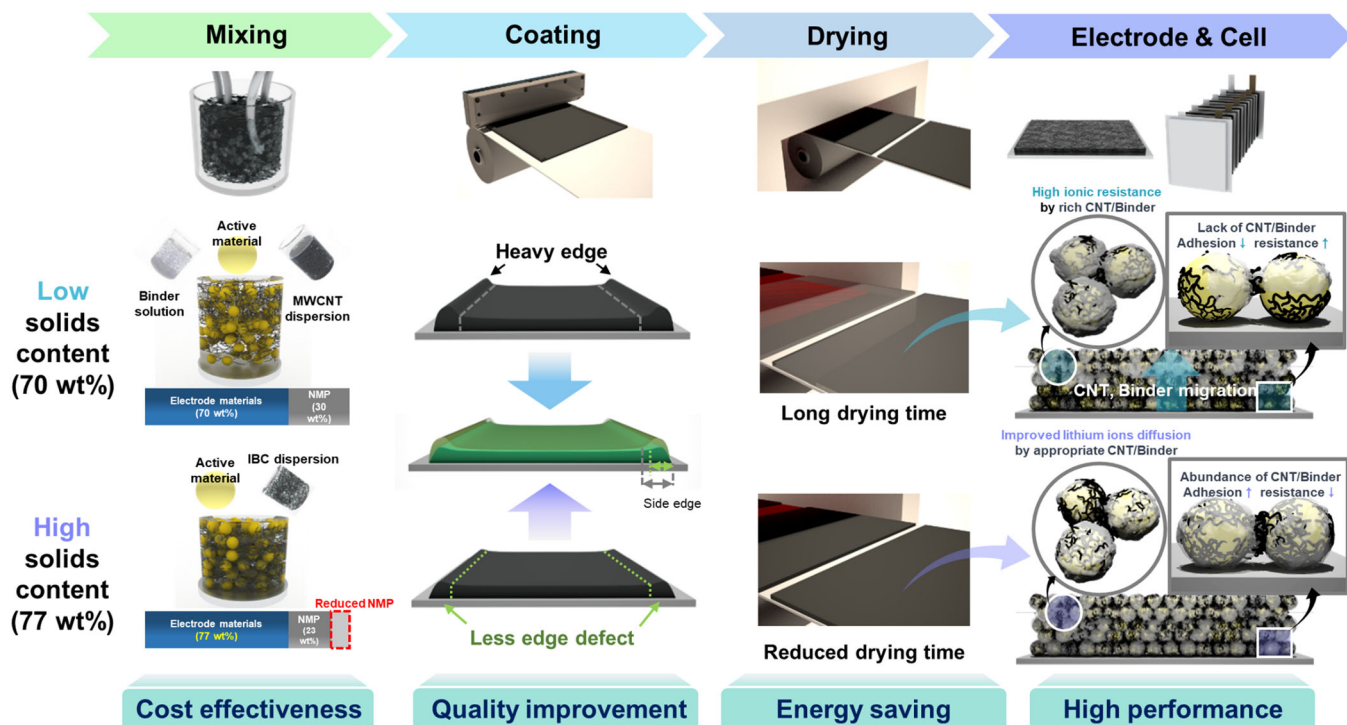 Mixing
Coating
Drying
Electrode & Cell
Low
solids
content
(70 wt%)
Active
material
Binder
solution
MWCNT
dispersion
Electrode materials
(70 wt%)
NMP
(30
wt%)
Heavy edge
Long drying time
High ionic resistance
by rich CNT/Binder
Lack of CNT/Binder
Adhesion ↓ resistance ↑
CNT, Binder migration
Side edge
High
solids
content
(77 wt%)
Active
material
IBC dispersion
Reduced NMP
Electrode materials
(77 wt%)
NMP
(23
wt%)
Less edge defect
Reduced drying time
Improved lithium ions diffusion
by appropriate CNT/Binder
Abundance of CNT/Binder
Adhesion ↑ resistance ↓
Cost effectiveness
Quality improvement
Energy saving
High performance